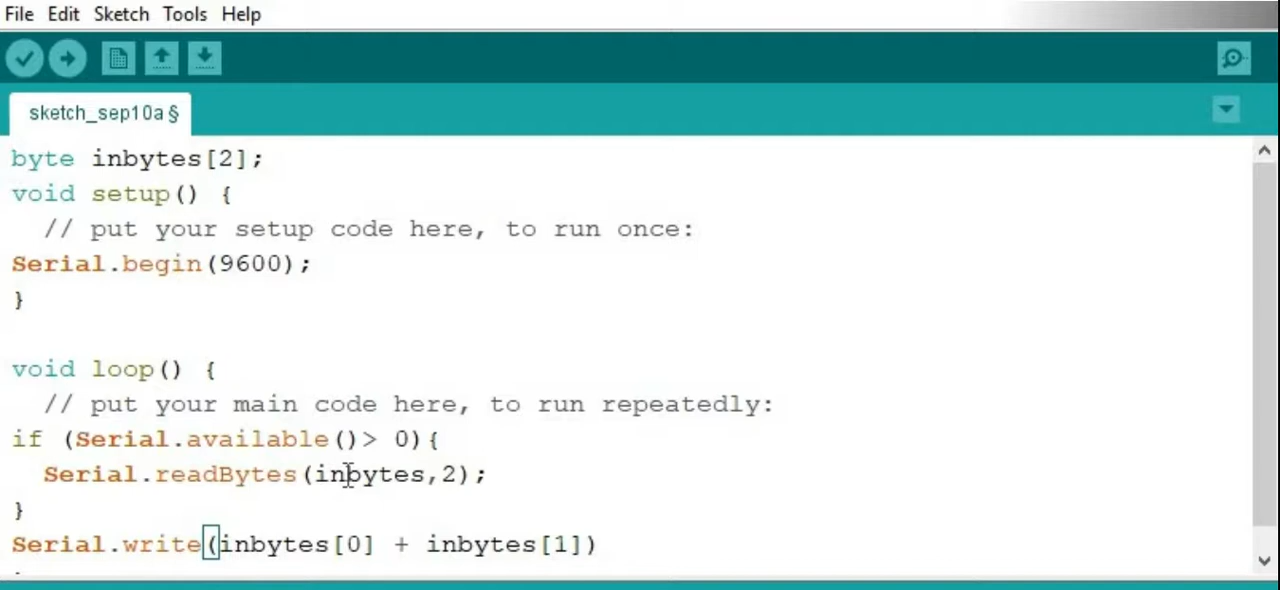 File Edit Sketch Tools Help
sketch_sep10a §
byte inbytes[2];
void setup() {
  // put your setup code here, to run once:
Serial.begin(9600);
}
void loop() {
  // put your main code here, to run repeatedly:
if (Serial.available()> 0){
  Serial.readBytes(inbytes,2);
}
Serial.write(inbytes[0] + inbytes[1])